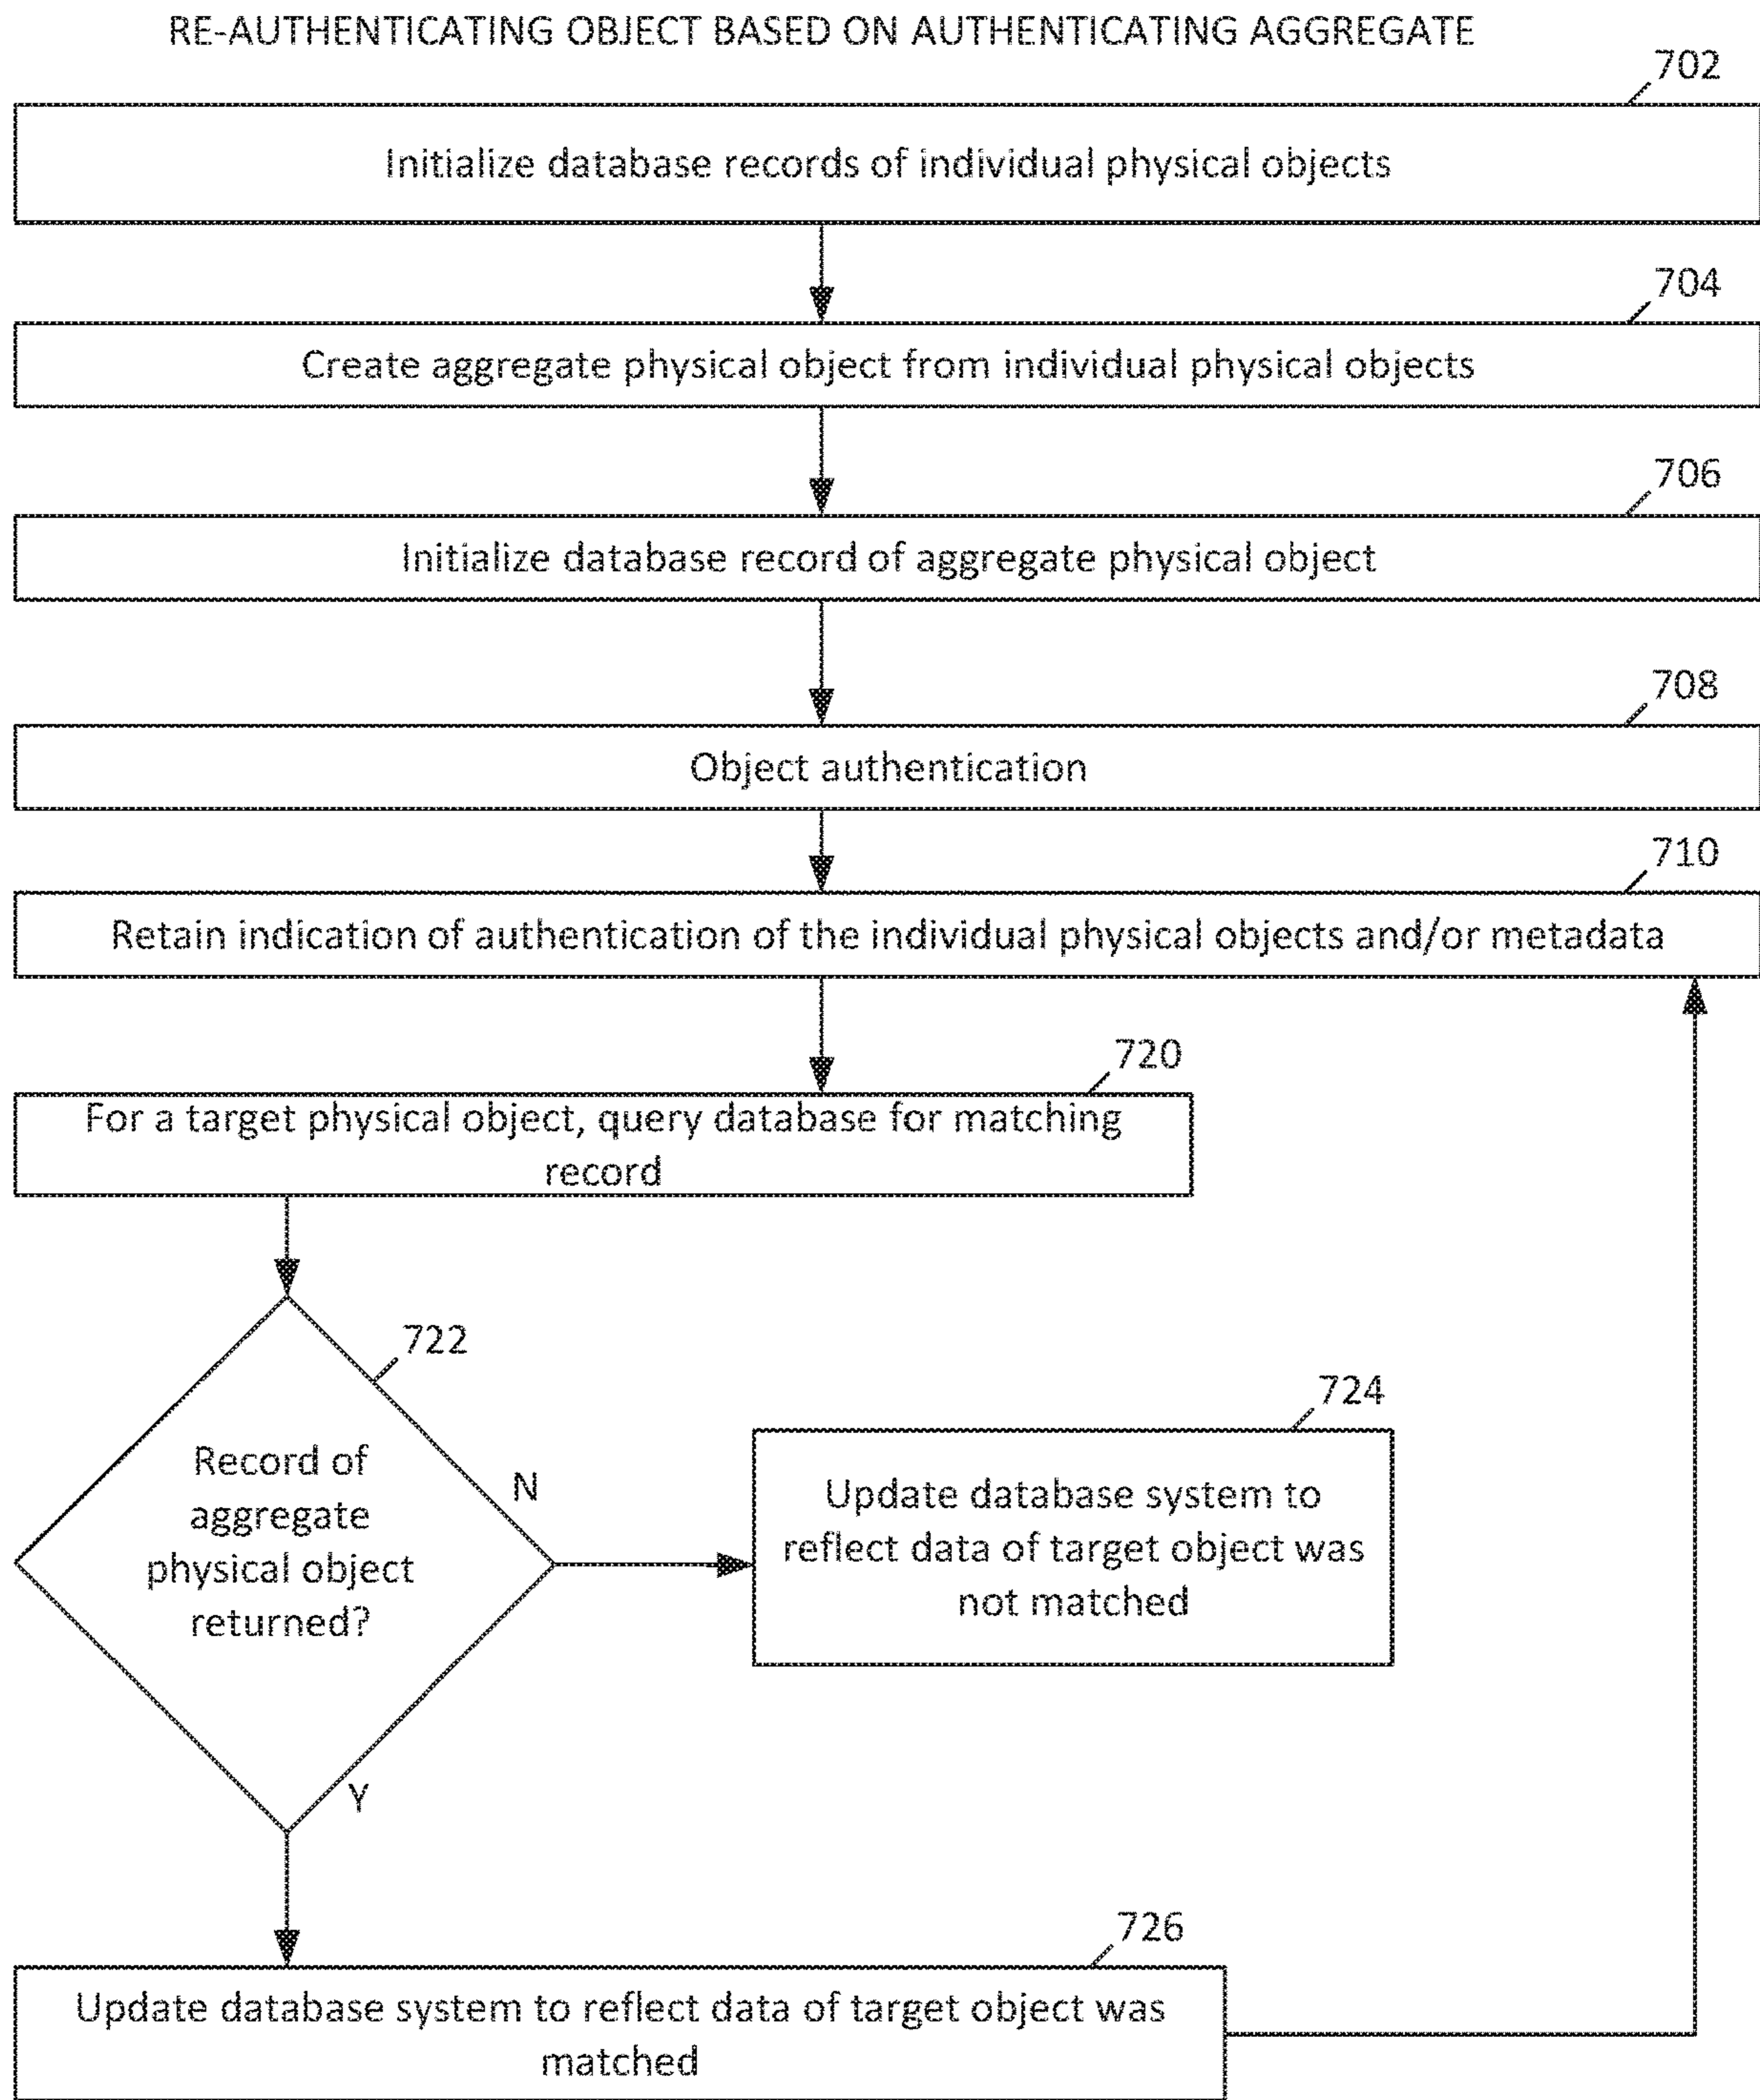 RE-AUTHENTICATING OBJECT BASED ON AUTHENTICATING AGGREGATE
702
Initialize database records of individual physical objects
704
Create aggregate physical object from individual physical objects
706
Initialize database record of aggregate physical object
708
Object authentication
710
Retain indication of authentication of the individual physical objects and/or metadata
720
For a target physical object, query database for matching
record
722
Record of
aggregate
physical object
returned?
N
724
Update database system to
reflect data of target object was
not matched
Y
726
Update database system to reflect data of target object was
matched